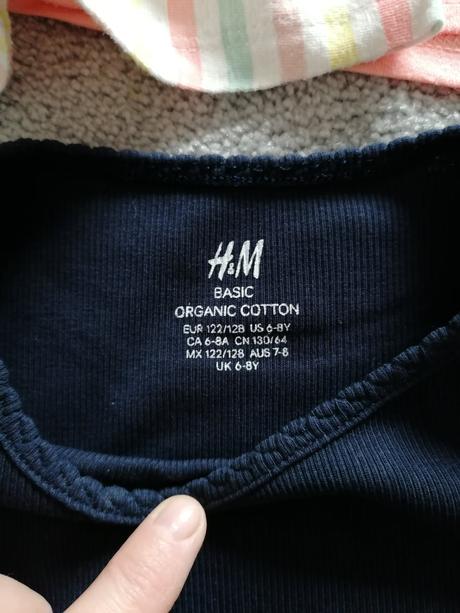 H&M
BASIC
ORGANIC COTTON
EUR 122/128 US 6-8Y
CA 6-8A CN 130/64
MX 122/128 AUS 7-8
UK 6-8Y